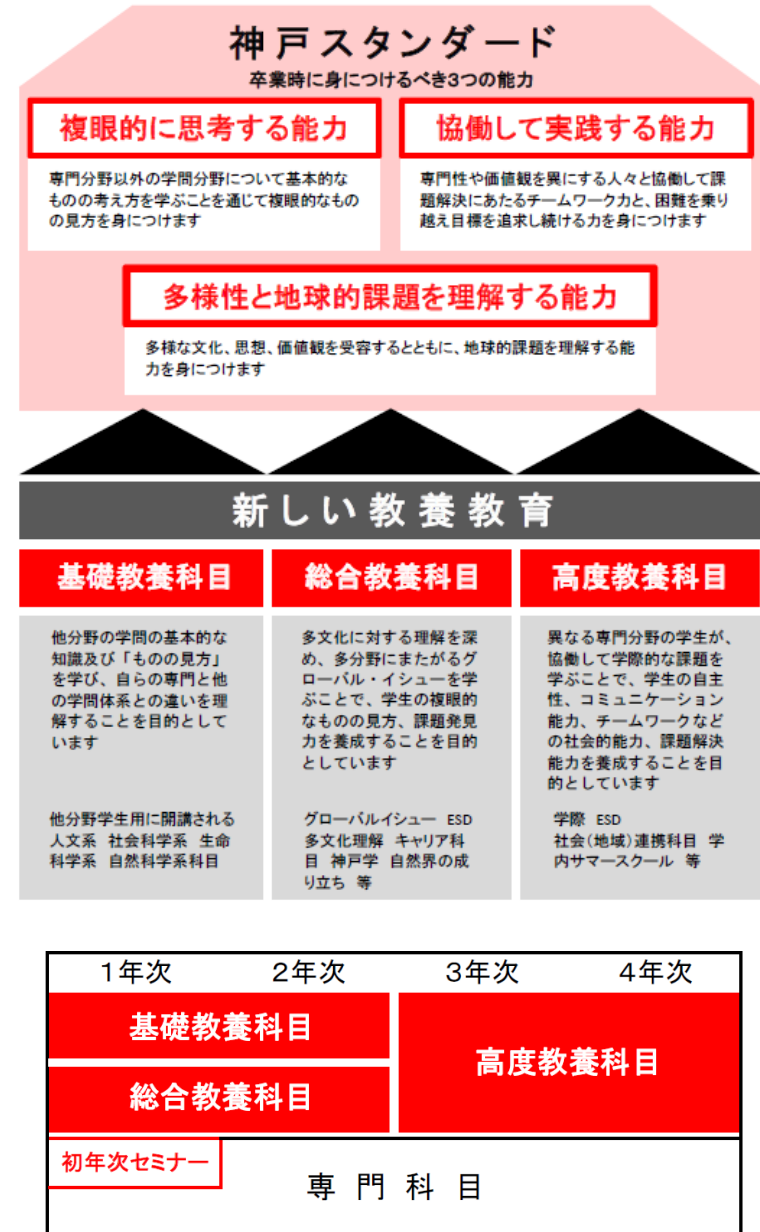 神戸スタンダード
卒業時に身につけるべき3つの能力
複眼的に思考する能力
専門分野以外の学問分野について基本的な
ものの考え方を学ぶことを通じて複眼的なもの
の見方を身につけます
協働して実践する能力
専門性や価値観を異にする人々と協働して課
題解決にあたるチームワーク力と、困難を乗り
越え目標を追求し続ける力を身につけます
多様性と地球的課題を理解する能力
多様な文化、思想、価値観を受容するとともに、地球的課題を理解する能
力を身につけます
新しい教養教育
基礎教養科目
他分野の学問の基本的な
知識及び「ものの見方」
を学び、自らの専門と他
の学問体系との違いを理
解することを目的として
います
他分野学生用に開講される
人文系 社会科学系 生命
科学系 自然科学系科目
総合教養科目
多文化に対する理解を深
め、多分野にまたがるグ
ローバル・イシューを学
ぶことで、学生の複眼的
なものの見方、課題発見
力を養成することを目的
としています
グローバルイシュー ESD
多文化理解 キャリア科
目 神戸学 自然界の成
り立ち 等
高度教養科目
異なる専門分野の学生が、
協働して学際的な課題を
学ぶことで、学生の自主
性、コミュニケーション
能力、チームワークなど
の社会的能力、課題解決
能力を養成することを目
的としています
学際 ESD
社会(地域)連携科目 学
内サマースクール 等
1年次 2年次 3年次 4年次
基礎教養科目
総合教養科目
高度教養科目
初年次セミナー
専門科目